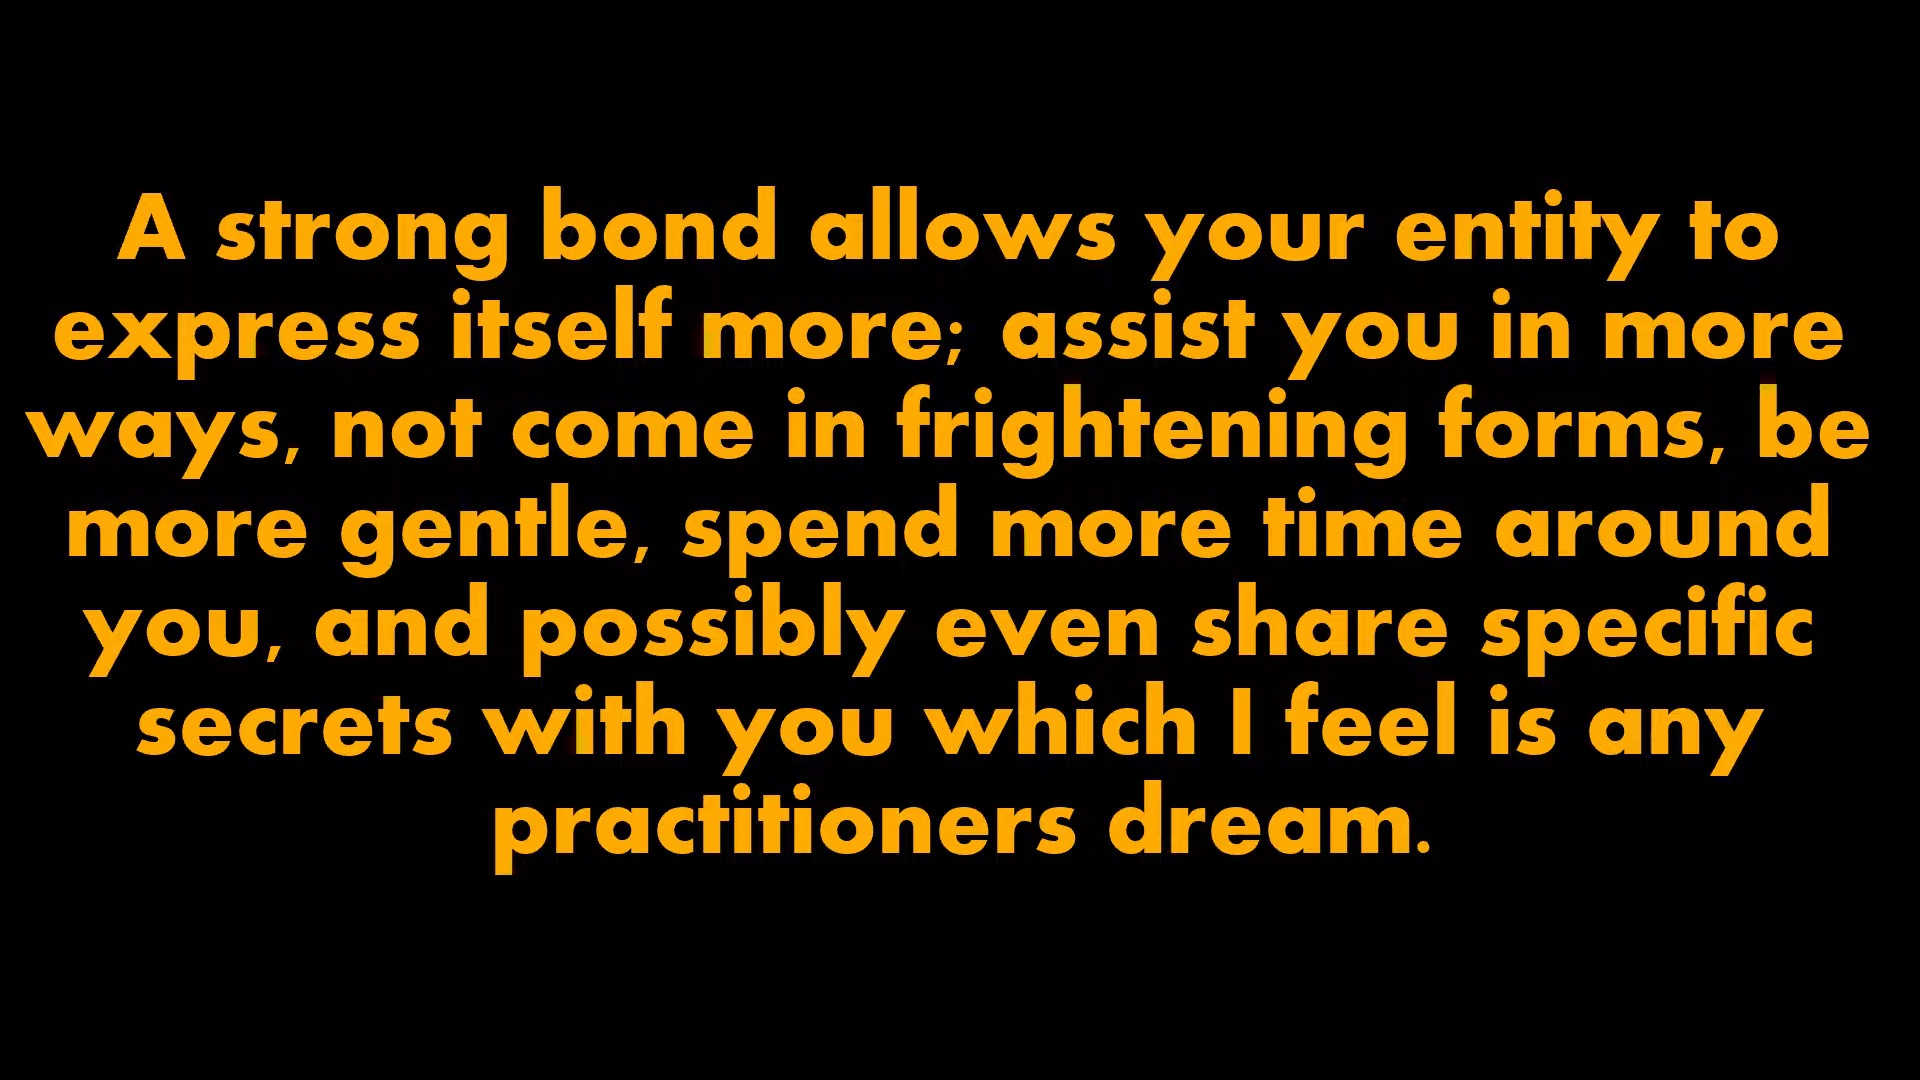 A strong bond allows your entity to
express itself more; assist you in more
ways, not come in frightening forms, be
more gentle, spend more time around
you, and possibly even share specific
secrets with you which I feel is any
practitioners dream.